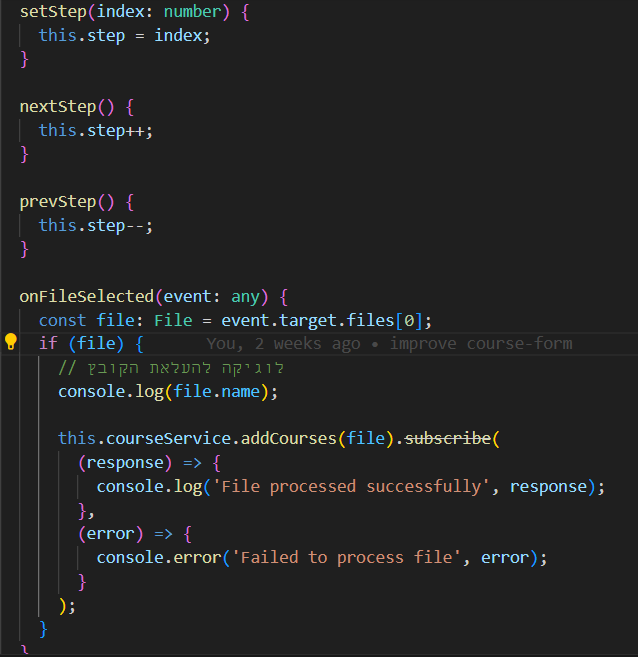 setStep(index: number) {
this.step = index;
}
nextStep() {
this.step++;
}
prevStep() {
this.step--;
}
onFileSelected(event: any) {
const file: File = event.target.files[0];
if (file) { You, 2 weeks ago • improve course-form
// לוגיקה להעלאת הקובץ
console.log(file.name);
this.courseService.addCourses(file).subscribe(
(response) => {
console.log('File processed successfully', response);
},
(error) => {
console.error('Failed to process file', error);
}
);
}
}